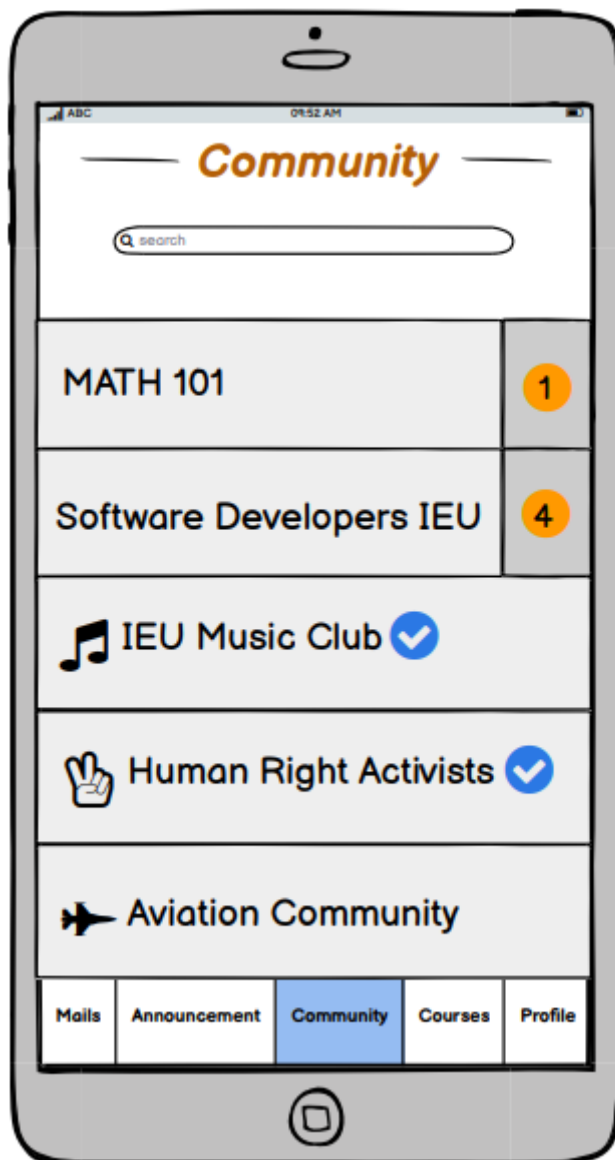 ABC 09:52 AM
Community
search
MATH 101 1
Software Developers IEU 4
IEU Music Club
Human Right Activists
Aviation Community
Mails Announcement Community Courses Profile